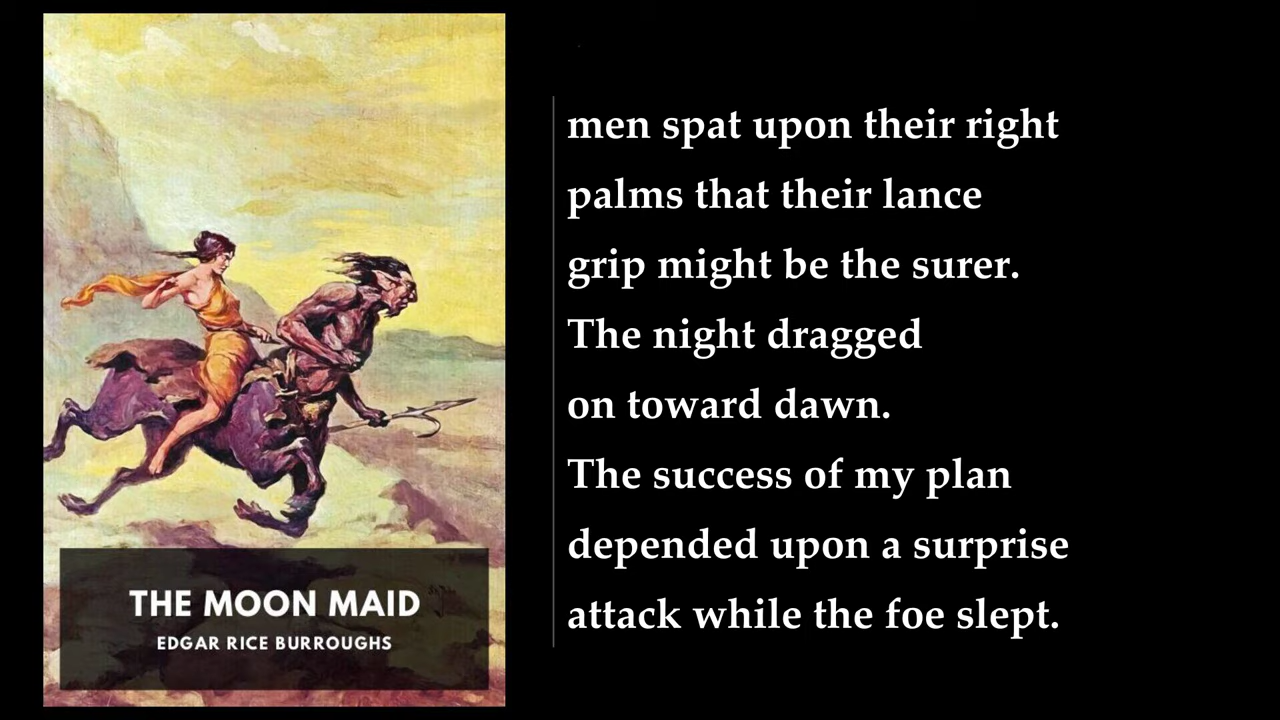 THE MOON MAID
EDGAR RICE BURROUGHS
men spat upon their right
palms that their lance
grip might be the surer.
The night dragged
on toward dawn.
The success of my plan
depended upon a surprise
attack while the foe slept.